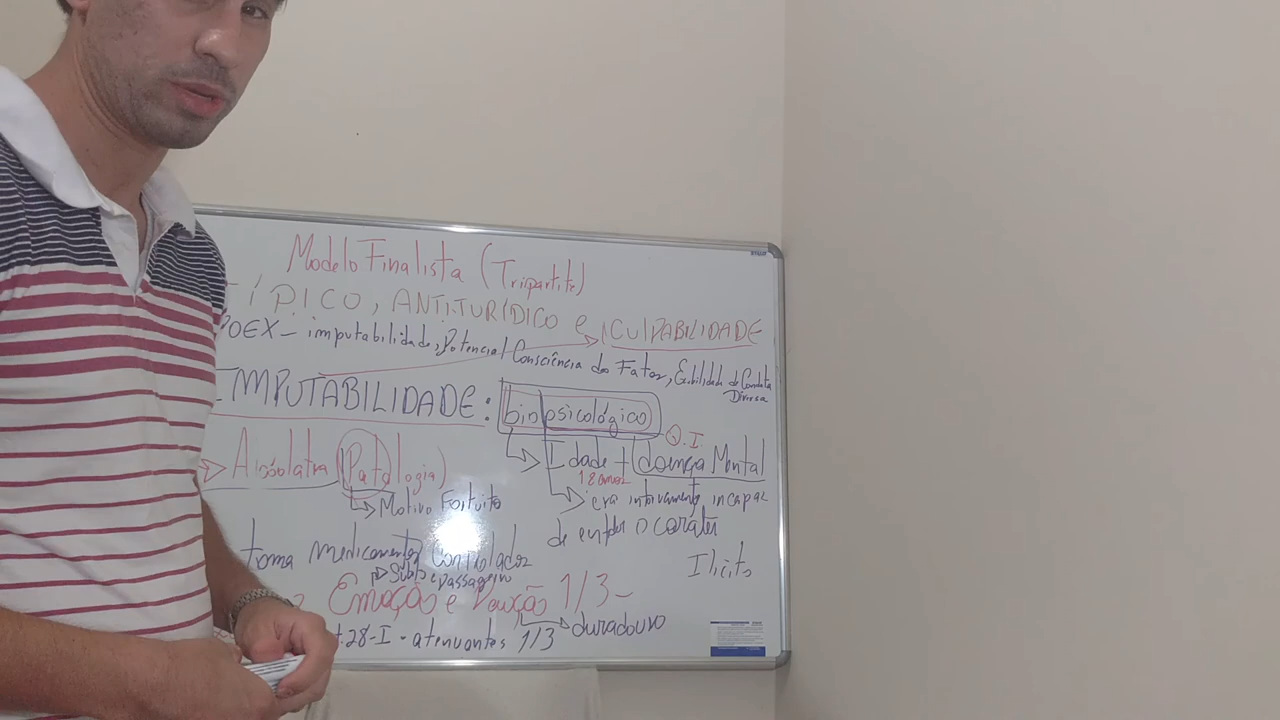 Modelo Finalista (Tripartite)
ÍPICO, ANTIJURÍDICO e CULPABILIDADE
POEX - imputabilidade, Potencial Consciência dos Fatos, Exibilidade de Conduta
Diversa
IMPUTABILIDADE: biopsicológico
Q.I.
Idade + doença Mental
18 anos
Absoluta (Patologia)
Motivo Fortuito
era inteiramente incapaz
de entender o caráter
Ilícito
toma medicamentos controlados
Súbito e passageiro
Emoção e Paixão 1/3 -
duradouro
t.28-I - atenuantes 1/3